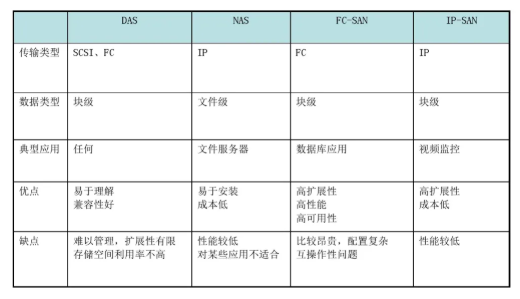 DAS NAS FC-SAN IP-SAN
传输类型 SCSI、FC IP FC IP
数据类型 块级 文件级 块级 块级
典型应用 任何 文件服务器 数据库应用 视频监控
优点 易于理解 易于安装 高扩展性 高扩展性
兼容性好 成本低 高性能 成本低
高可用性
缺点 难以管理，扩展性有限 性能较低 比较昂贵，配置复杂 性能较低
存储空间利用率不高 对某些应用不适合 互操作性问题